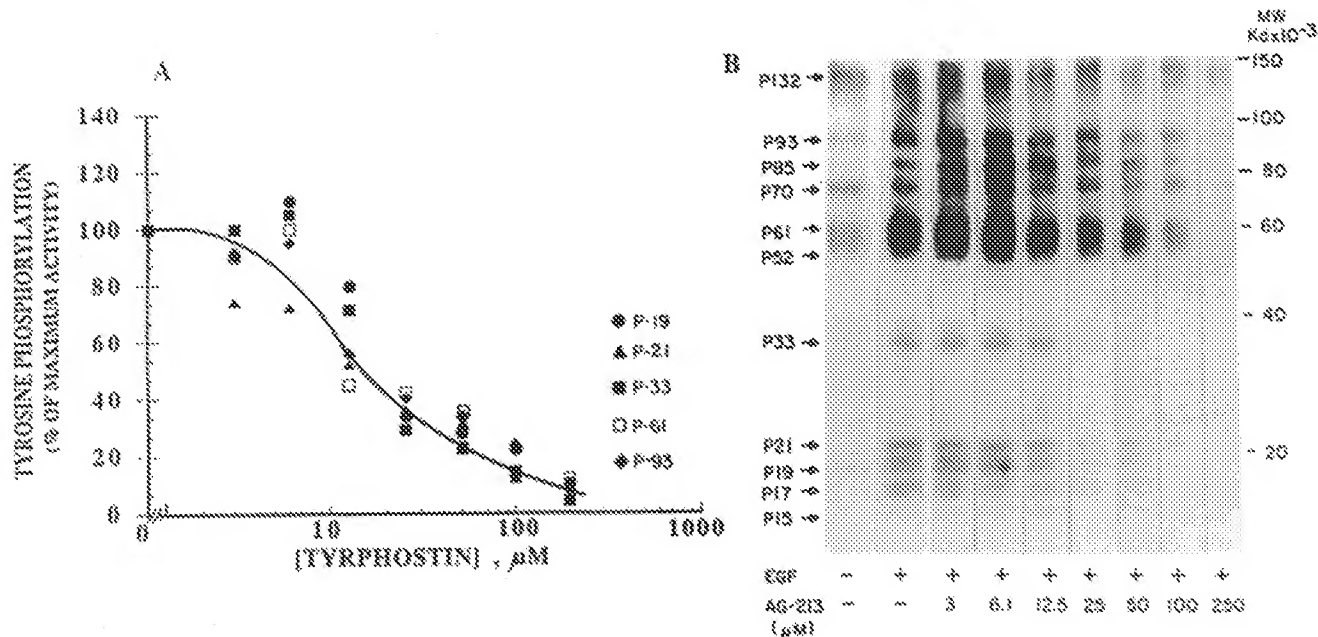 A
TYROSINE PHOSPHORYLATION
(% OF MAXIMUM ACTIVITY)
140
120
100
80
60
40
20
0
0 10 100 1000
[TYRPHOSTIN] , µM
P-19
P-21
P-33
P-61
P-93
B
MW
Kdx10⁻³
P132
P93
P85
P70
P61
P52
P33
P21
P19
P17
P15
-150
-100
- 80
- 60
- 40
- 20
EGF - + + + + + + + +
AG-213 - - 3 6.1 12.5 25 50 100 250
(µM)